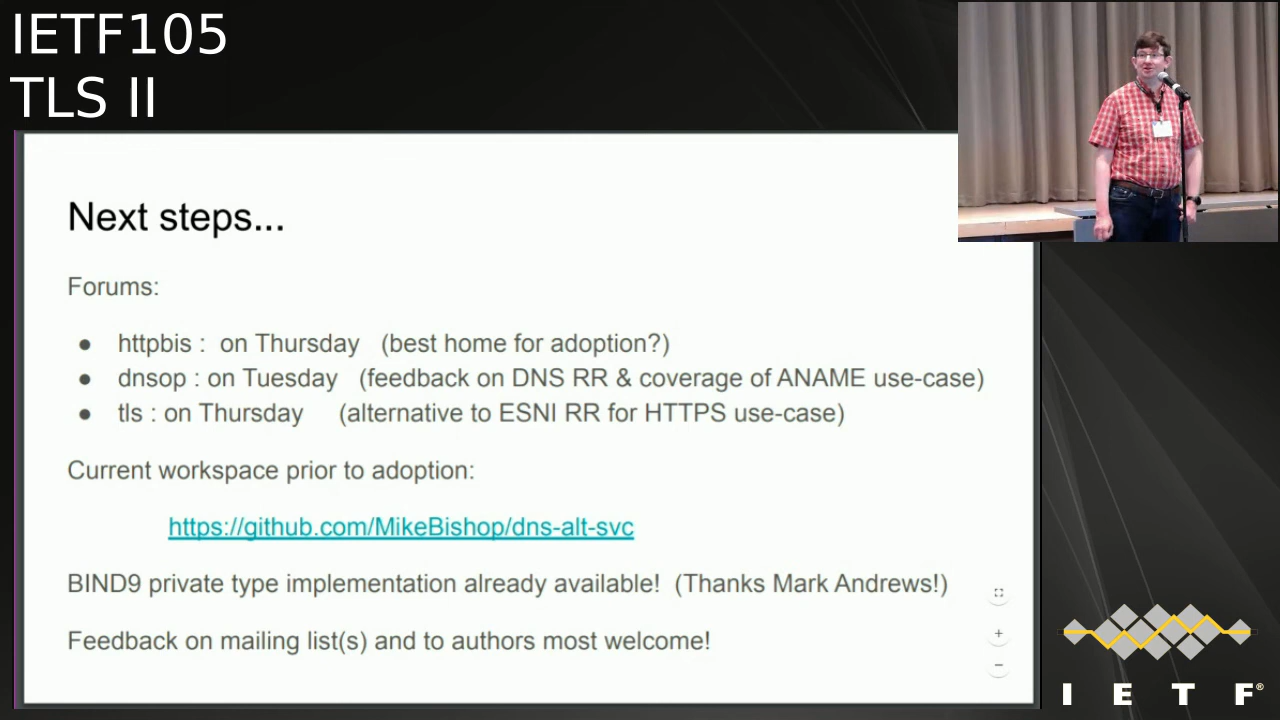 IETF105
TLS II
Next steps...
Forums:
● httpbis : on Thursday (best home for adoption?)
● dnsop : on Tuesday (feedback on DNS RR & coverage of ANAME use-case)
● tls : on Thursday (alternative to ESNI RR for HTTPS use-case)
Current workspace prior to adoption:
https://github.com/MikeBishop/dns-alt-svc
BIND9 private type implementation already available! (Thanks Mark Andrews!)
Feedback on mailing list(s) and to authors most welcome!
I E T F®